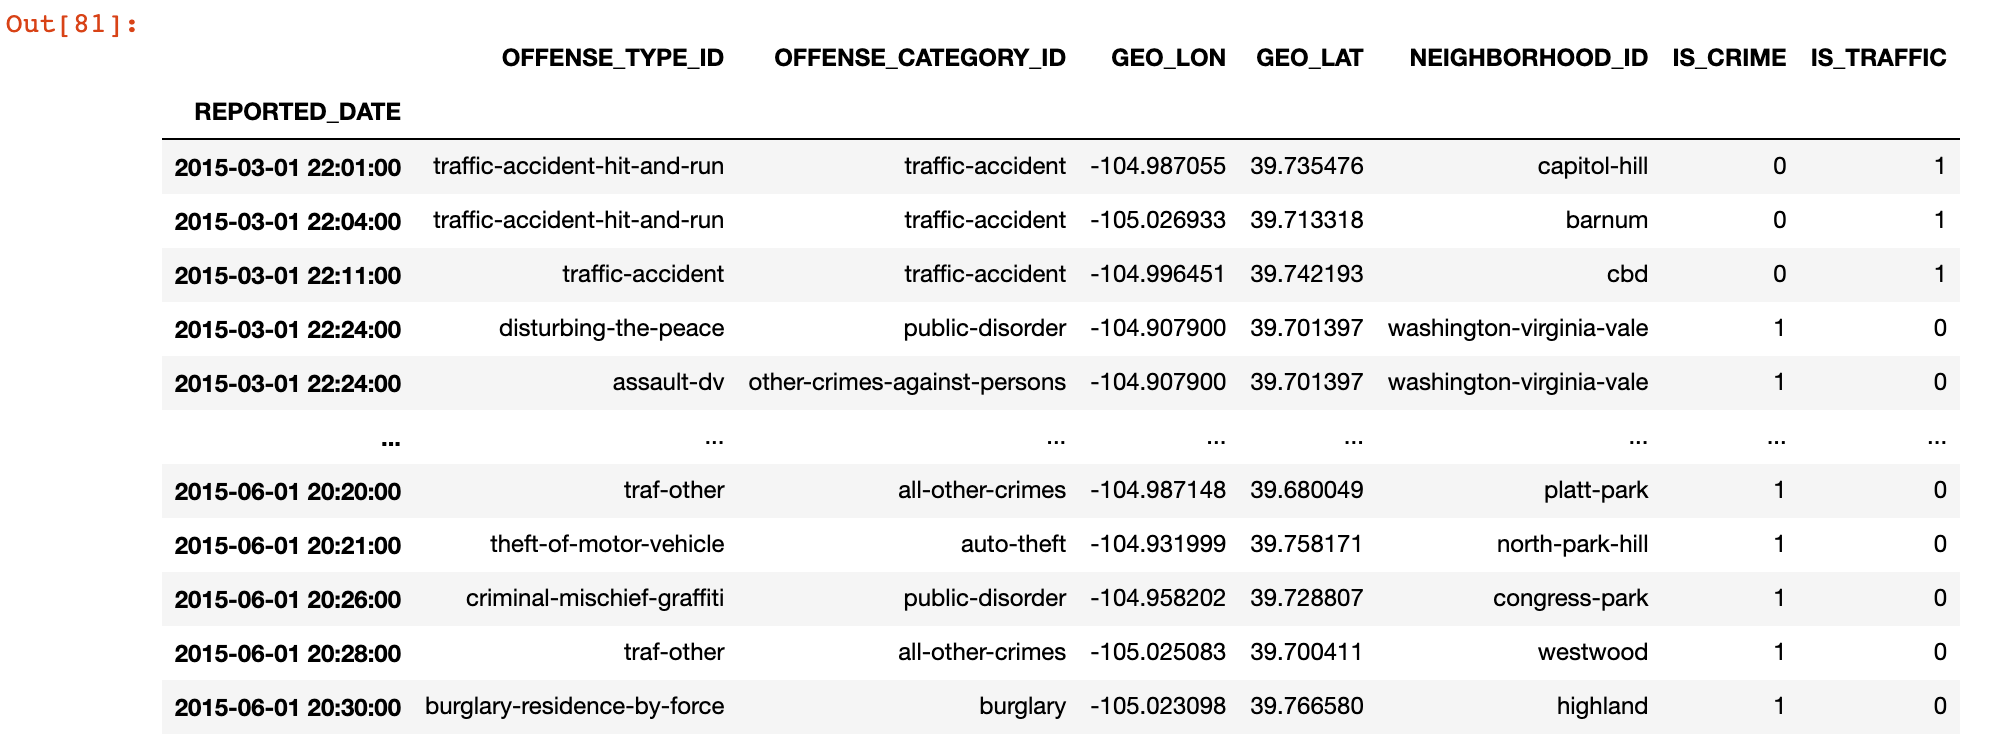 Out[81]:
OFFENSE_TYPE_ID OFFENSE_CATEGORY_ID GEO_LON GEO_LAT NEIGHBORHOOD_ID IS_CRIME IS_TRAFFIC
REPORTED_DATE
2015-03-01 22:01:00 traffic-accident-hit-and-run traffic-accident -104.987055 39.735476 capitol-hill 0 1
2015-03-01 22:04:00 traffic-accident-hit-and-run traffic-accident -105.026933 39.713318 barnum 0 1
2015-03-01 22:11:00 traffic-accident traffic-accident -104.996451 39.742193 cbd 0 1
2015-03-01 22:24:00 disturbing-the-peace public-disorder -104.907900 39.701397 washington-virginia-vale 1 0
2015-03-01 22:24:00 assault-dv other-crimes-against-persons -104.907900 39.701397 washington-virginia-vale 1 0
... ... ... ... ... ... ... ...
2015-06-01 20:20:00 traf-other all-other-crimes -104.987148 39.680049 platt-park 1 0
2015-06-01 20:21:00 theft-of-motor-vehicle auto-theft -104.931999 39.758171 north-park-hill 1 0
2015-06-01 20:26:00 criminal-mischief-graffiti public-disorder -104.958202 39.728807 congress-park 1 0
2015-06-01 20:28:00 traf-other all-other-crimes -105.025083 39.700411 westwood 1 0
2015-06-01 20:30:00 burglary-residence-by-force burglary -105.023098 39.766580 highland 1 0